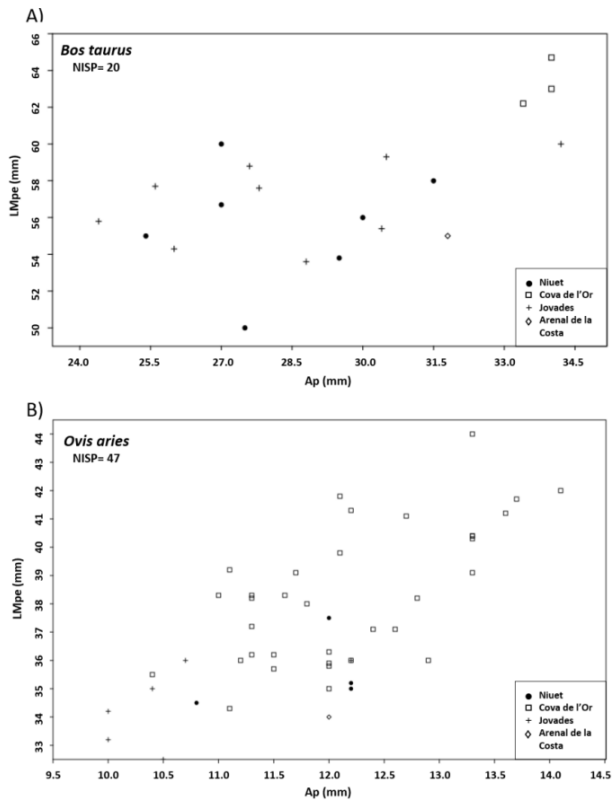 A)
Bos taurus
NISP= 20
LMpe (mm)
66
64
62
60
58
56
54
52
50
24.0 25.5 27.0 28.5 30.0 31.5 33.0 34.5
Ap (mm)
Niuet
Cova de l'Or
Jovades
Arenal de la
Costa
B)
Ovis aries
NISP= 47
LMpe (mm)
44
43
42
41
40
39
38
37
36
35
34
33
9.5 10.0 10.5 11.0 11.5 12.0 12.5 13.0 13.5 14.0 14.5
Ap (mm)
Niuet
Cova de l'Or
Jovades
Arenal de la
Costa